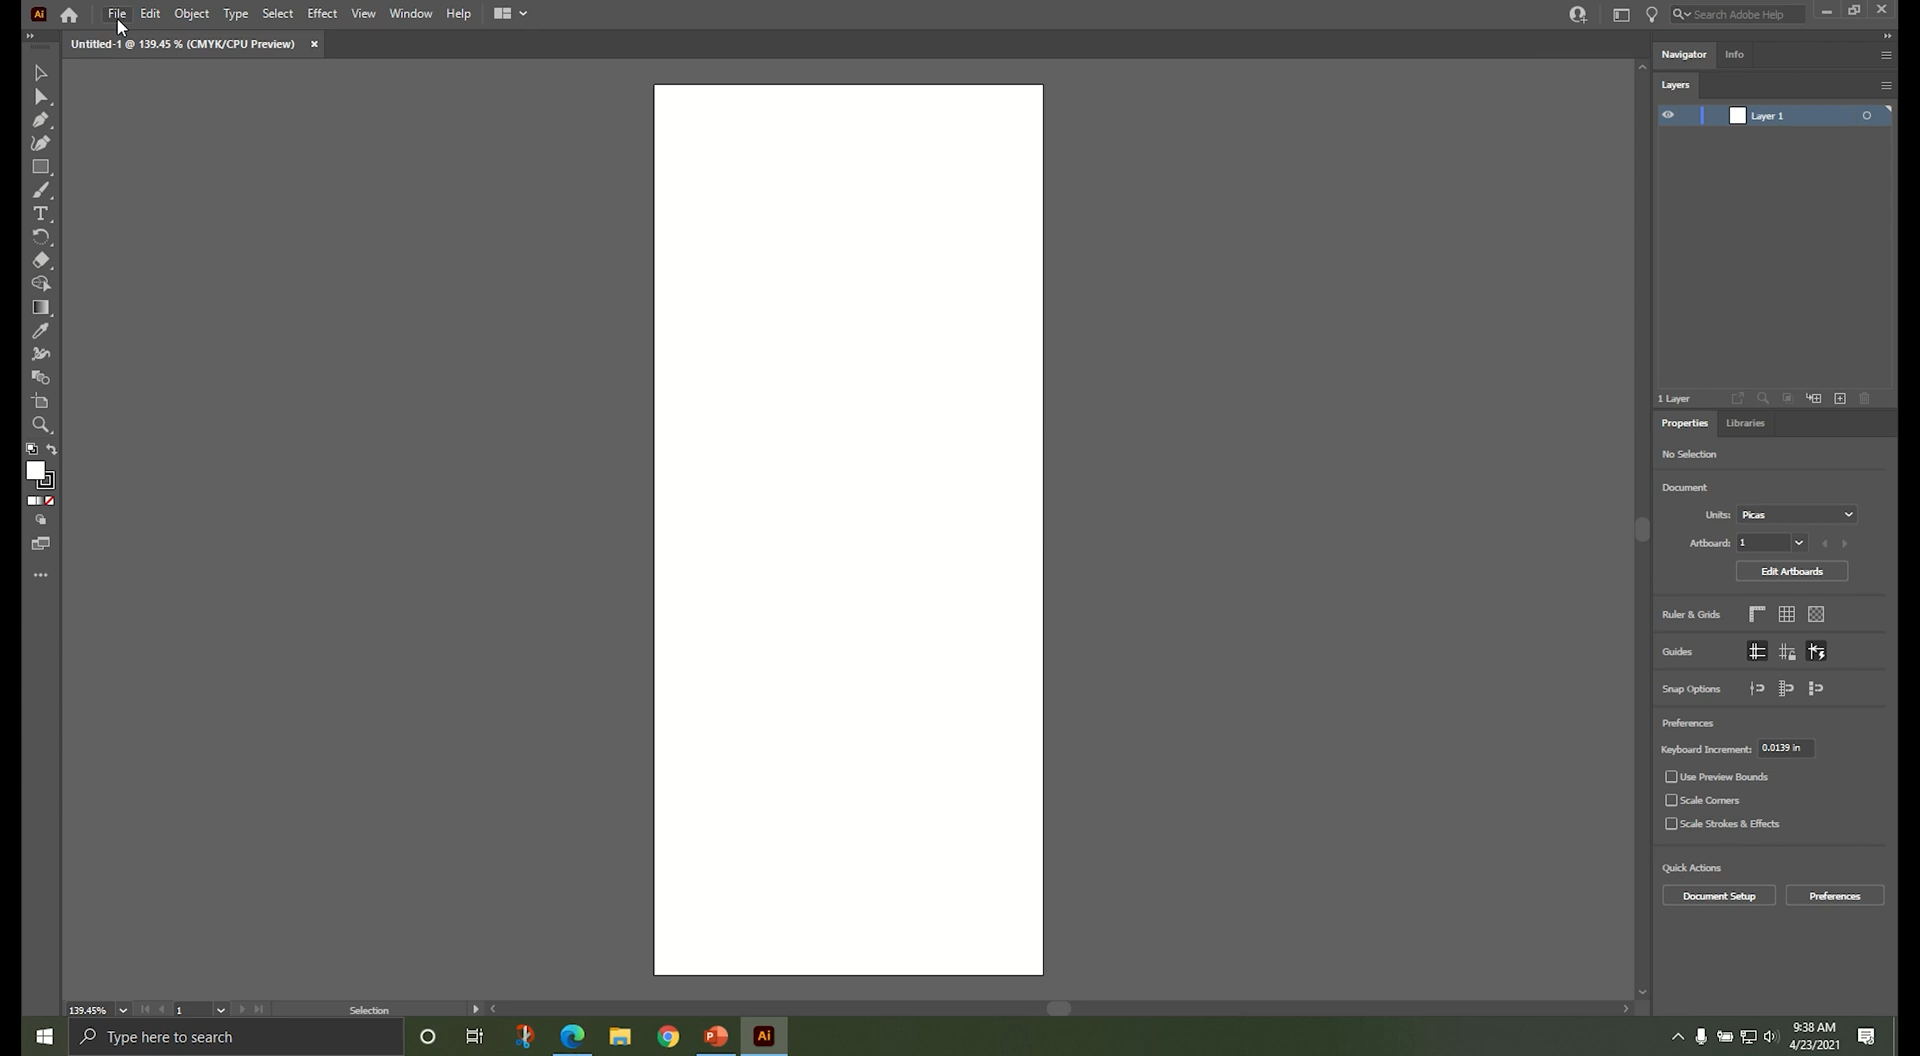 Ai File Edit Object Type Select Effect View Window Help Search Adobe Help
Untitled-1 @ 139.45 % (CMYK/CPU Preview) ×
Navigator Info
Layers
Layer 1
1 Layer
Properties Libraries
No Selection
Document
Units: Picas
Artboard: 1
Edit Artboards
Ruler & Grids
Guides
Snap Options
Preferences
Keyboard Increment: 0.0139 in
Use Preview Bounds
Scale Corners
Scale Strokes & Effects
Quick Actions
Document Setup Preferences
139.45% 1 Selection
Type here to search Ai 9:38 AM
4/23/2021